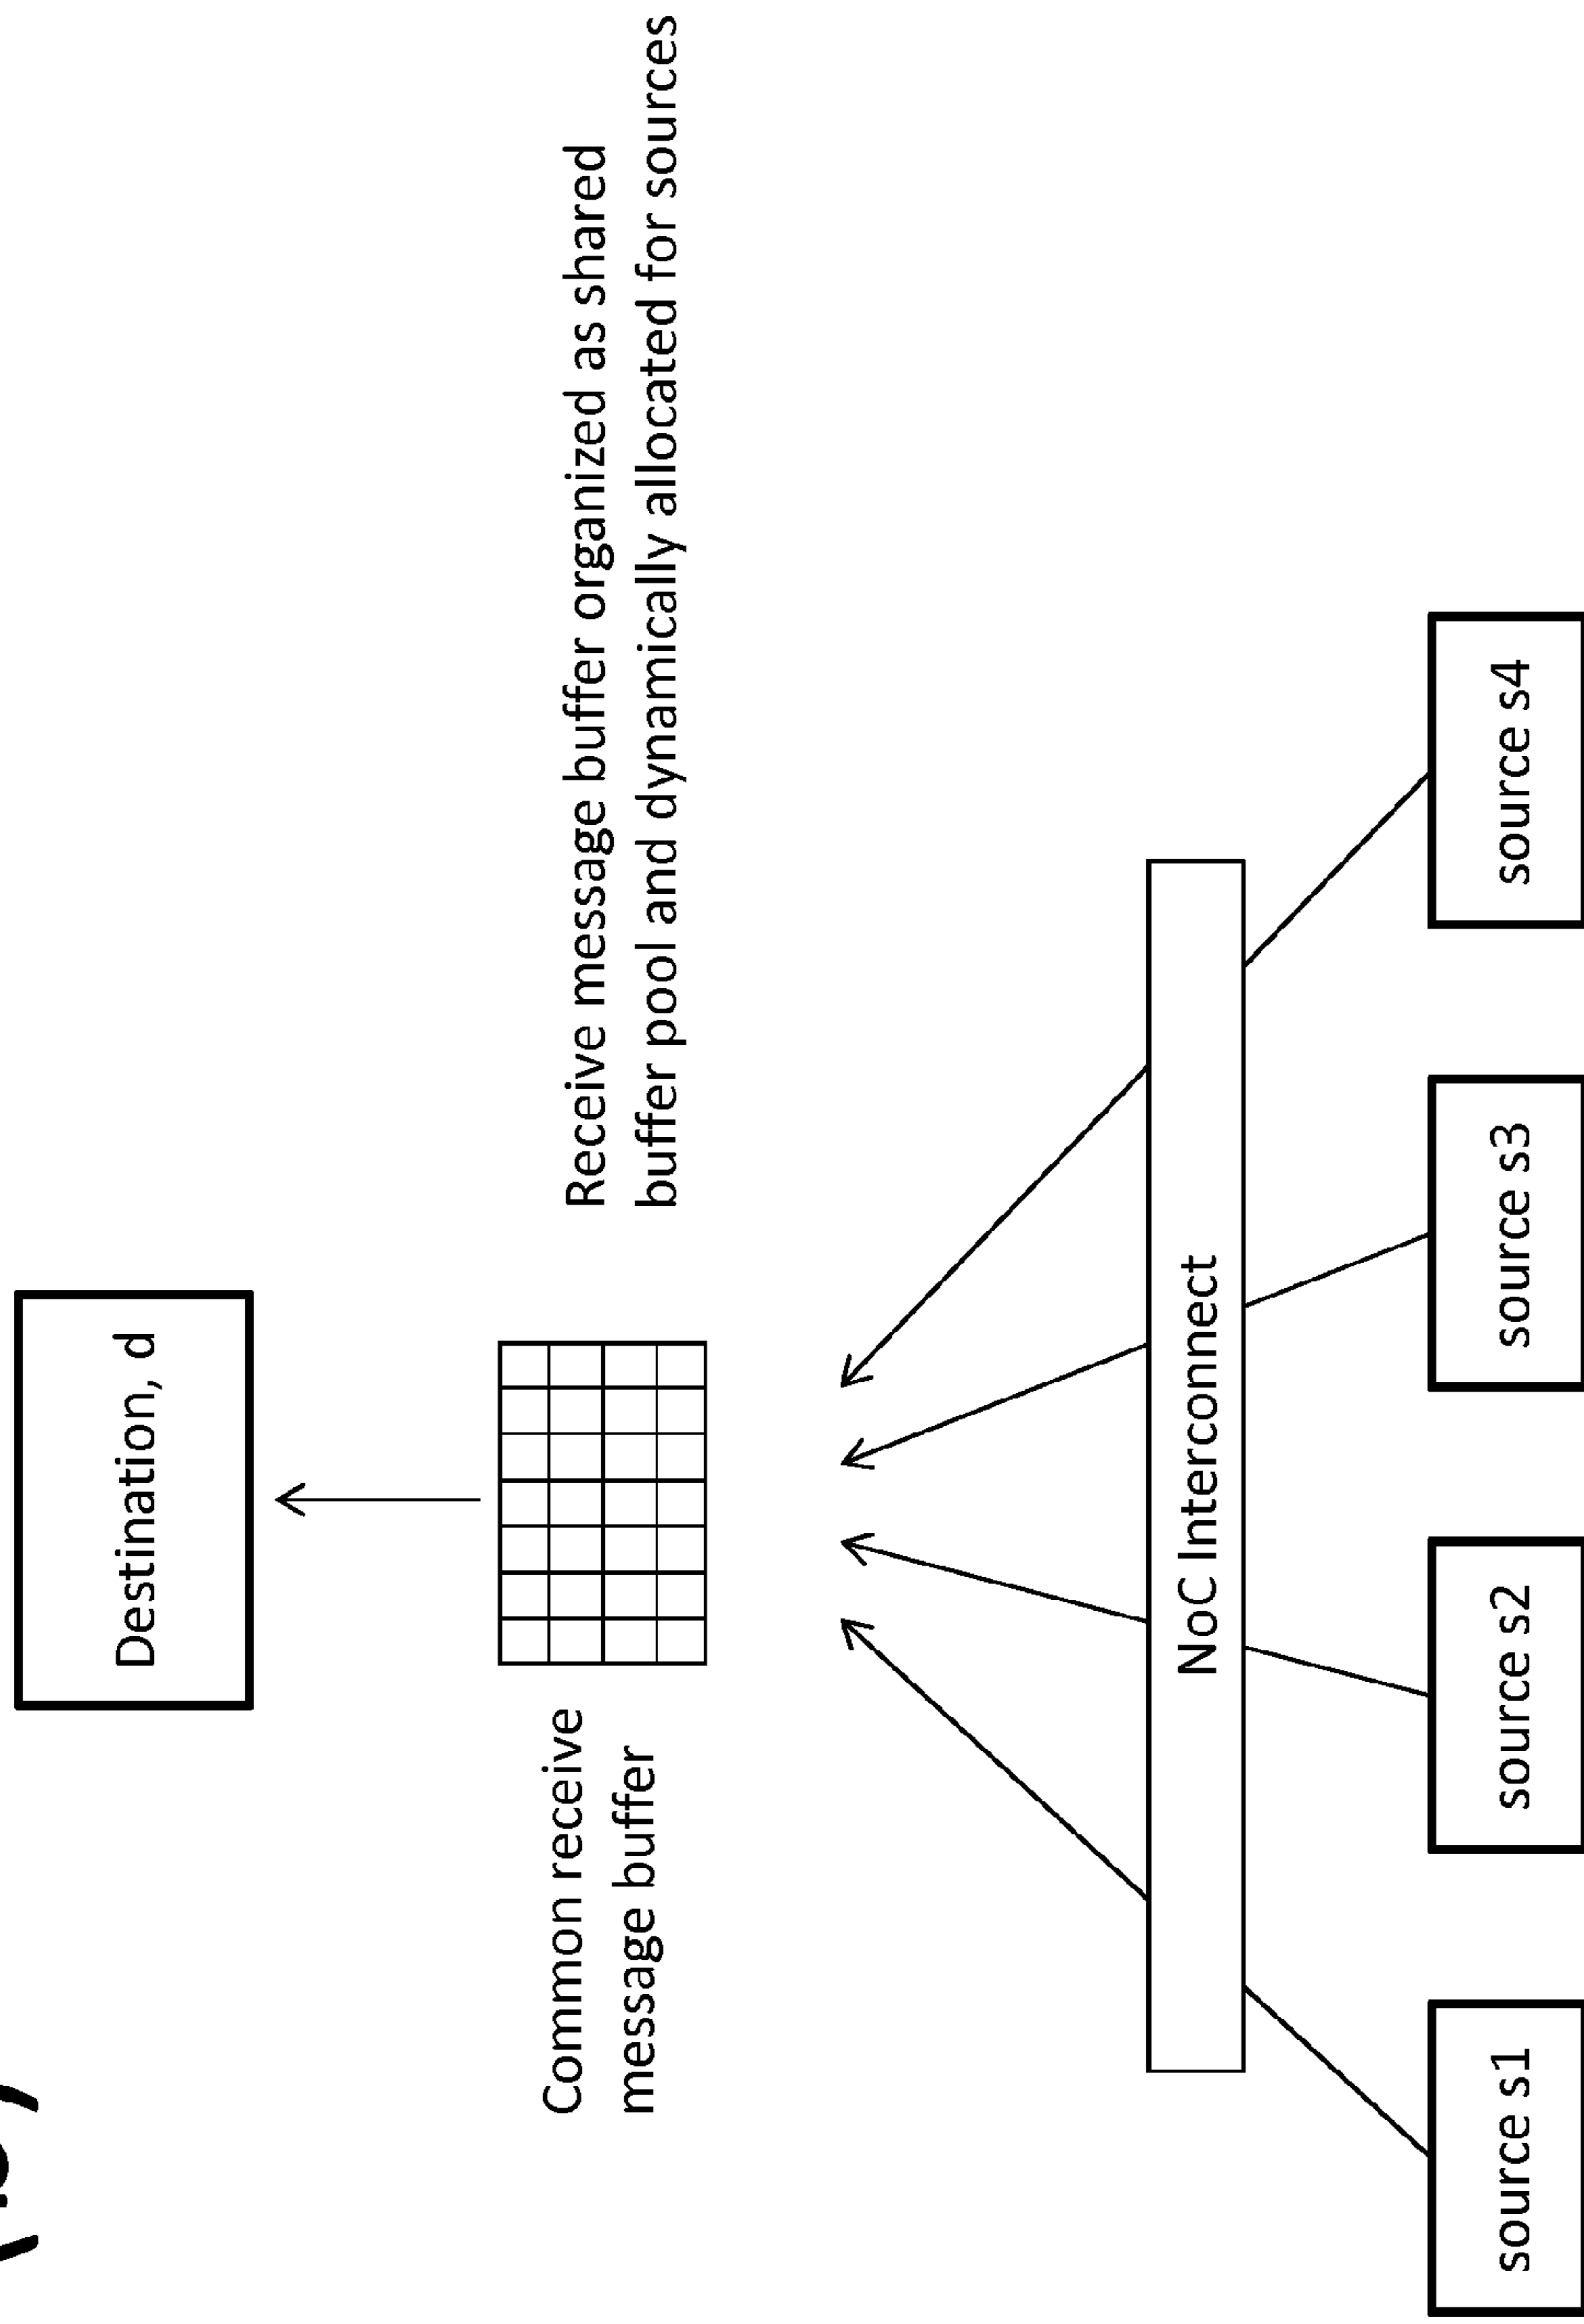 Destination, d
Common receive
message buffer
Receive message buffer organized as shared
buffer pool and dynamically allocated for sources
NoC Interconnect
source s1
source s2
source s3
source s4